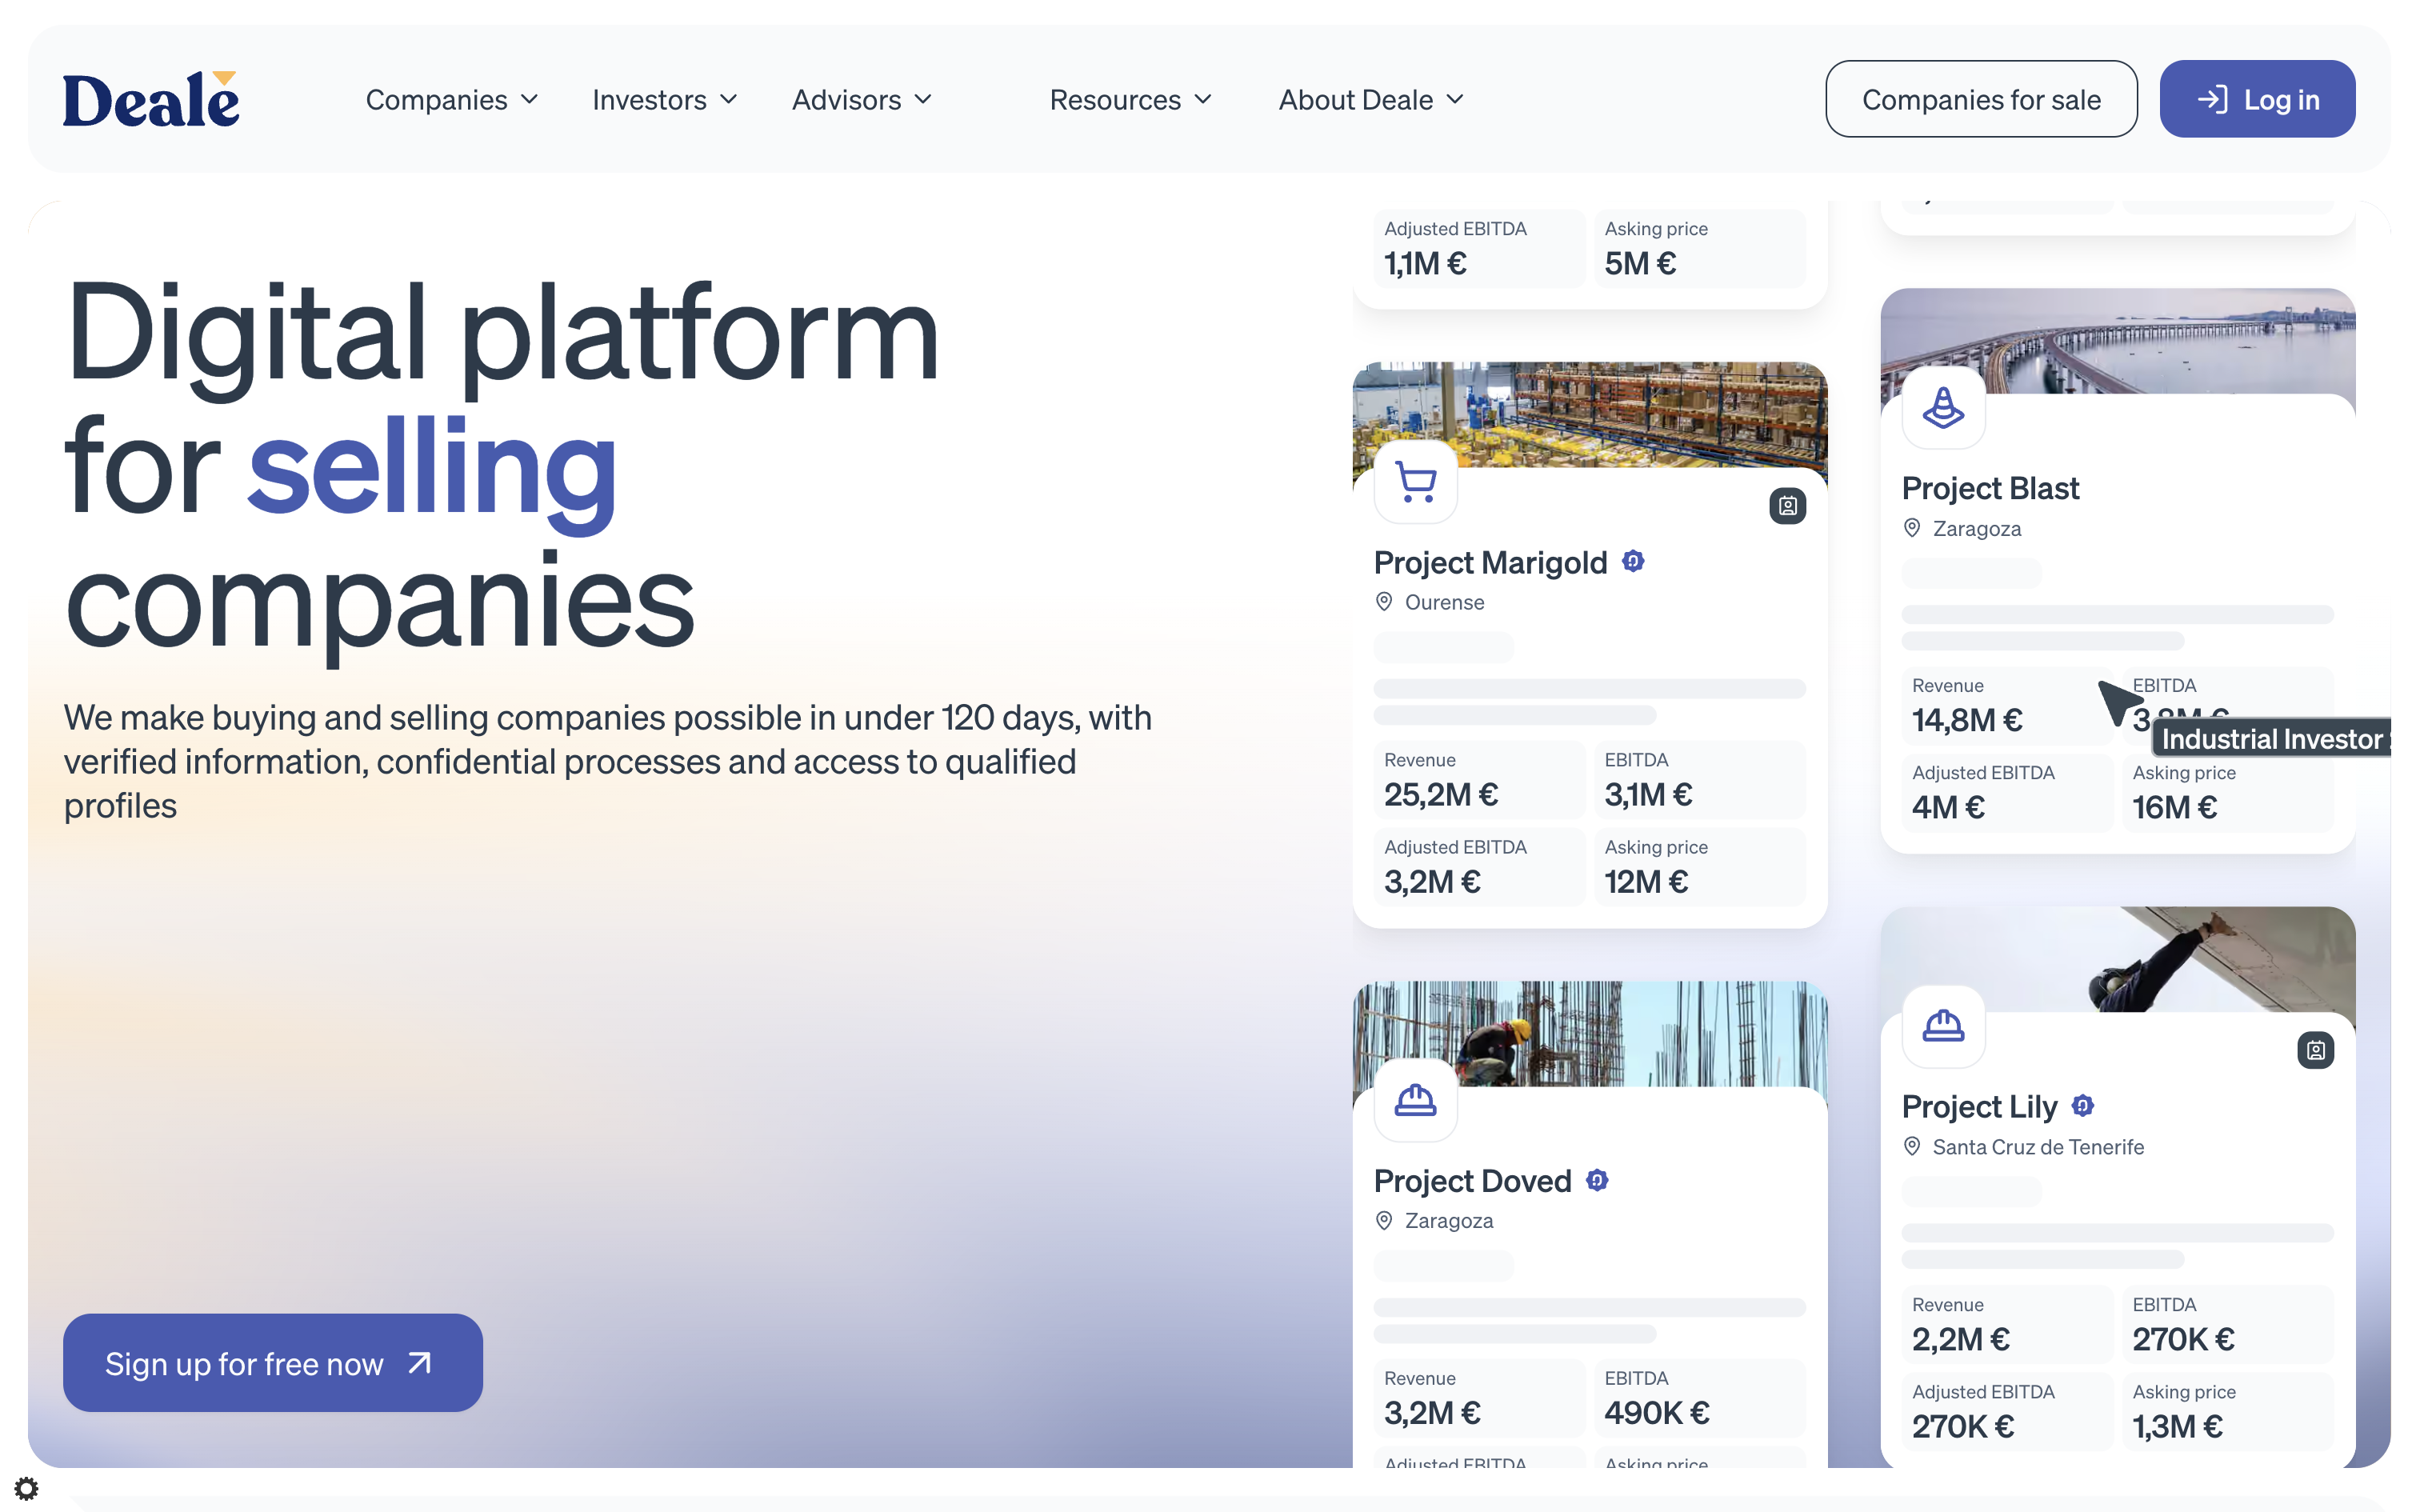 Deale
Companies
Investors
Advisors
Resources
About Deale
Companies for sale
Log in
Digital platform
for selling
companies
We make buying and selling companies possible in under 120 days, with
verified information, confidential processes and access to qualified
profiles
Sign up for free now
Adjusted EBITDA
1,1M €
Asking price
5M €
Project Marigold
Ourense
Revenue
25,2M €
EBITDA
3,1M €
Adjusted EBITDA
3,2M €
Asking price
12M €
Project Doved
Zaragoza
Revenue
3,2M €
EBITDA
490K €
Adjusted EBITDA
Asking price
Project Blast
Zaragoza
Revenue
14,8M €
EBITDA
Industrial Investor
Adjusted EBITDA
4M €
Asking price
16M €
Project Lily
Santa Cruz de Tenerife
Revenue
2,2M €
EBITDA
270K €
Adjusted EBITDA
270K €
Asking price
1,3M €